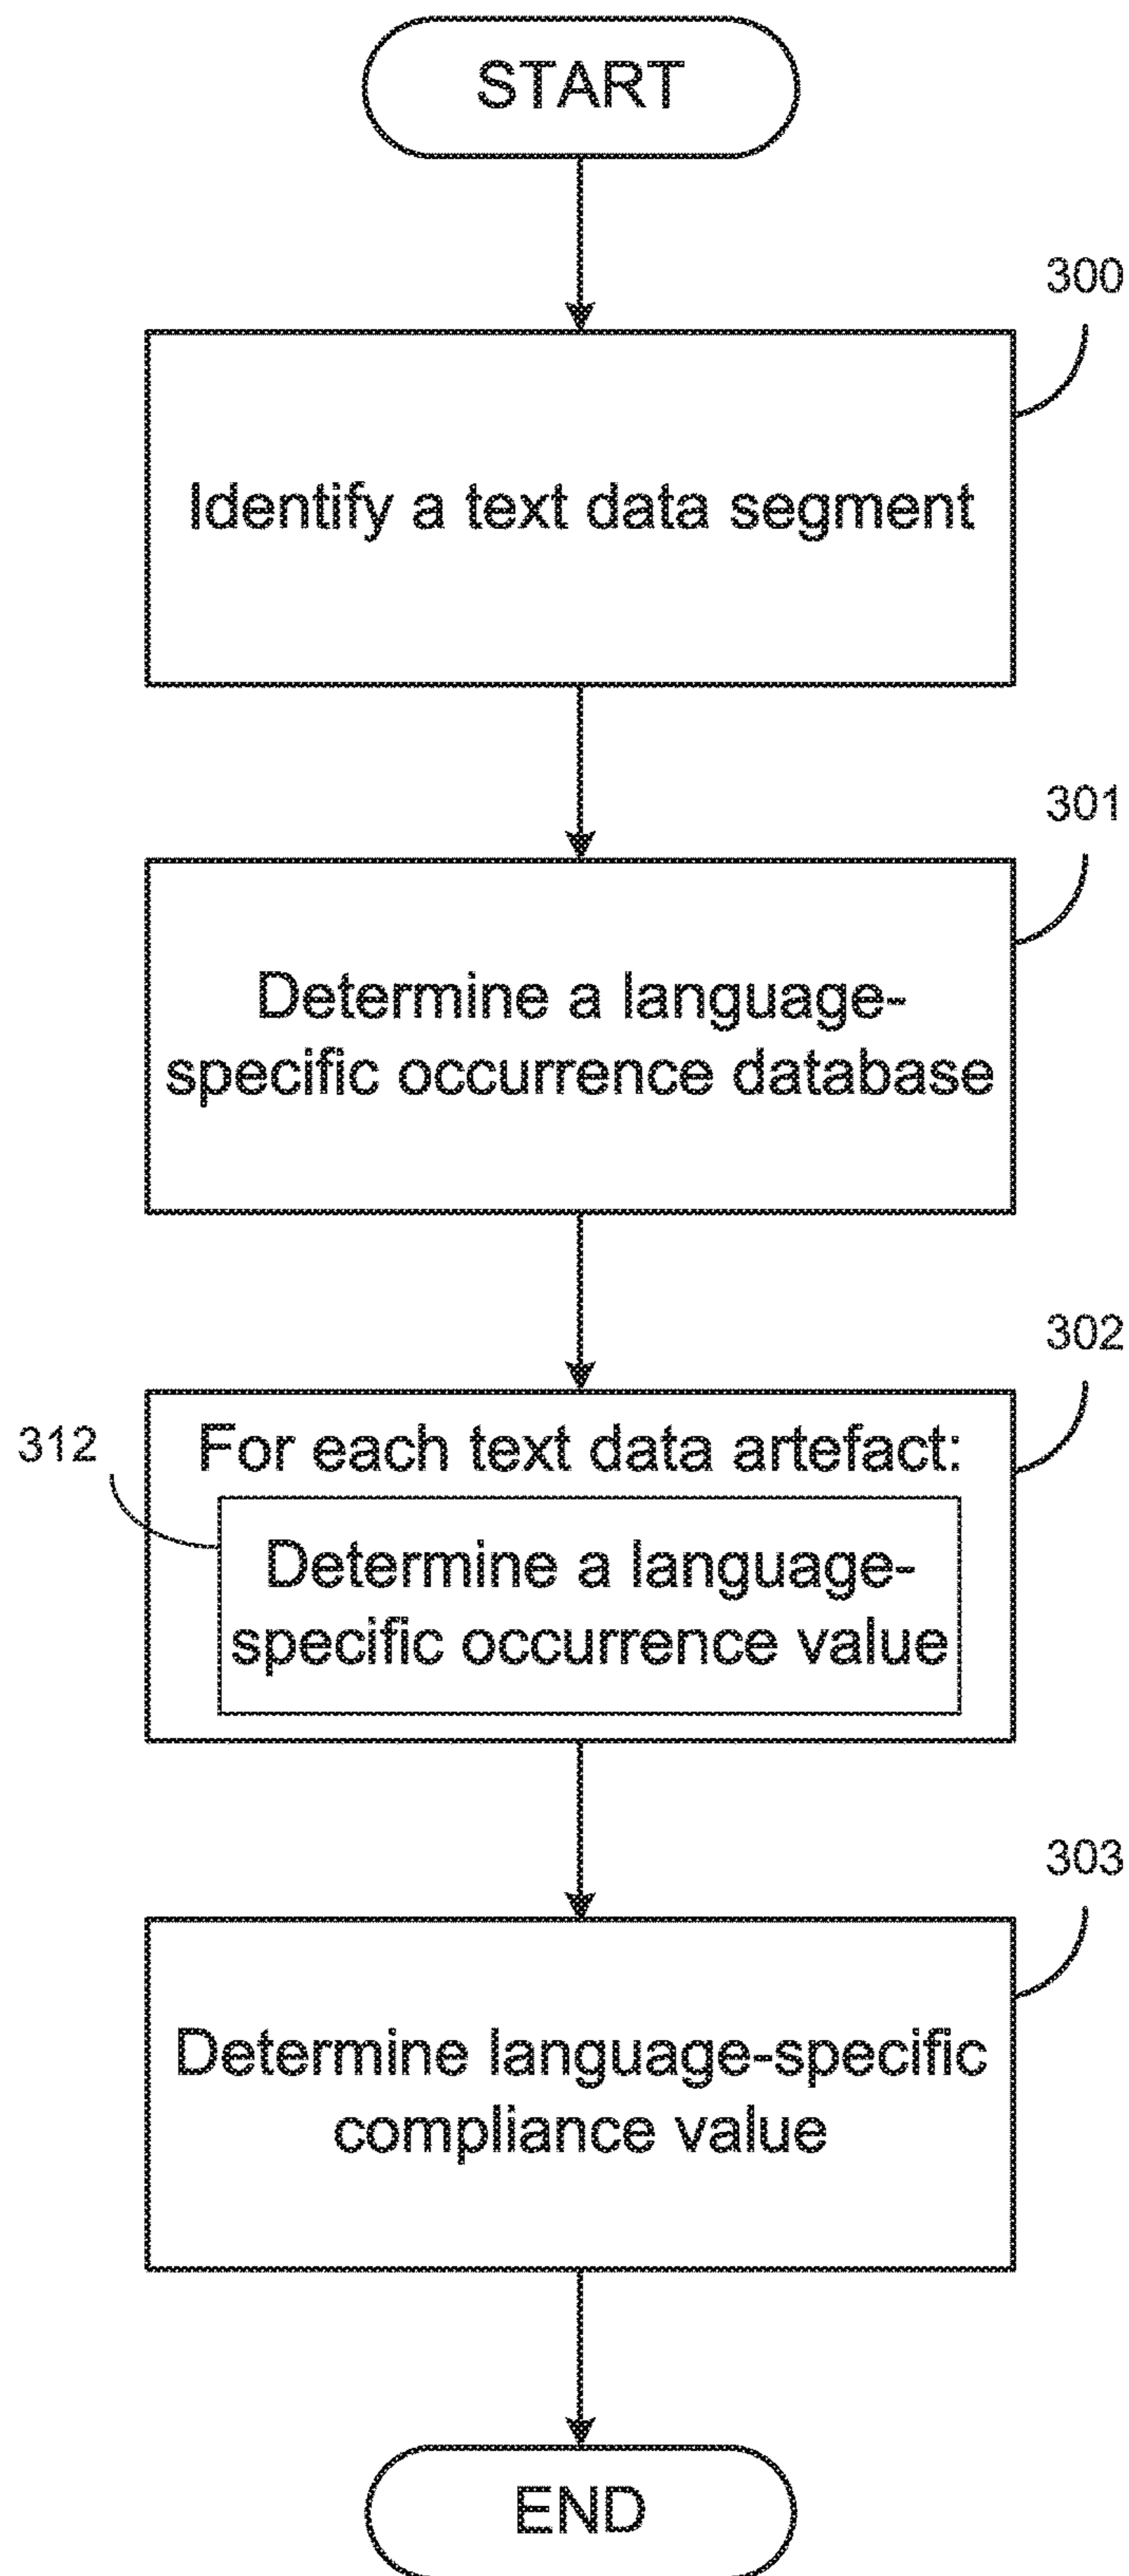 START
300
Identify a text data segment
301
Determine a language-
specific occurrence database
302
312
For each text data artefact:
Determine a language-
specific occurrence value
303
Determine language-specific
compliance value
END